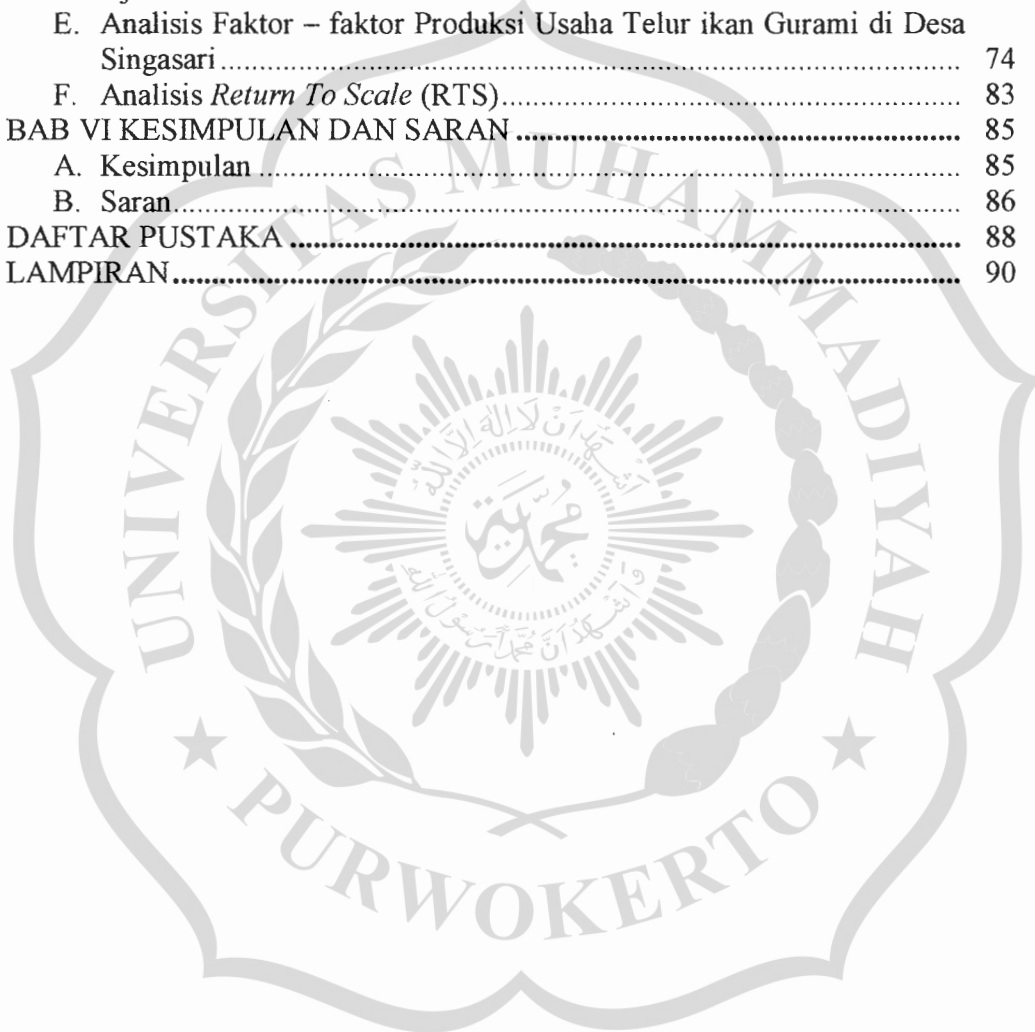 E. Analisis Faktor – faktor Produksi Usaha Telur ikan Gurami di Desa
Singasari........................................................................................ 74
F. Analisis Return To Scale (RTS)...................................................... 83
BAB VI KESIMPULAN DAN SARAN ..................................................... 85
A. Kesimpulan .................................................................................. 85
B. Saran............................................................................................ 86
DAFTAR PUSTAKA ............................................................................ 88
LAMPIRAN......................................................................................... 90
UNIVERSITAS MUHAMMADIYAH
PURWOKERTO